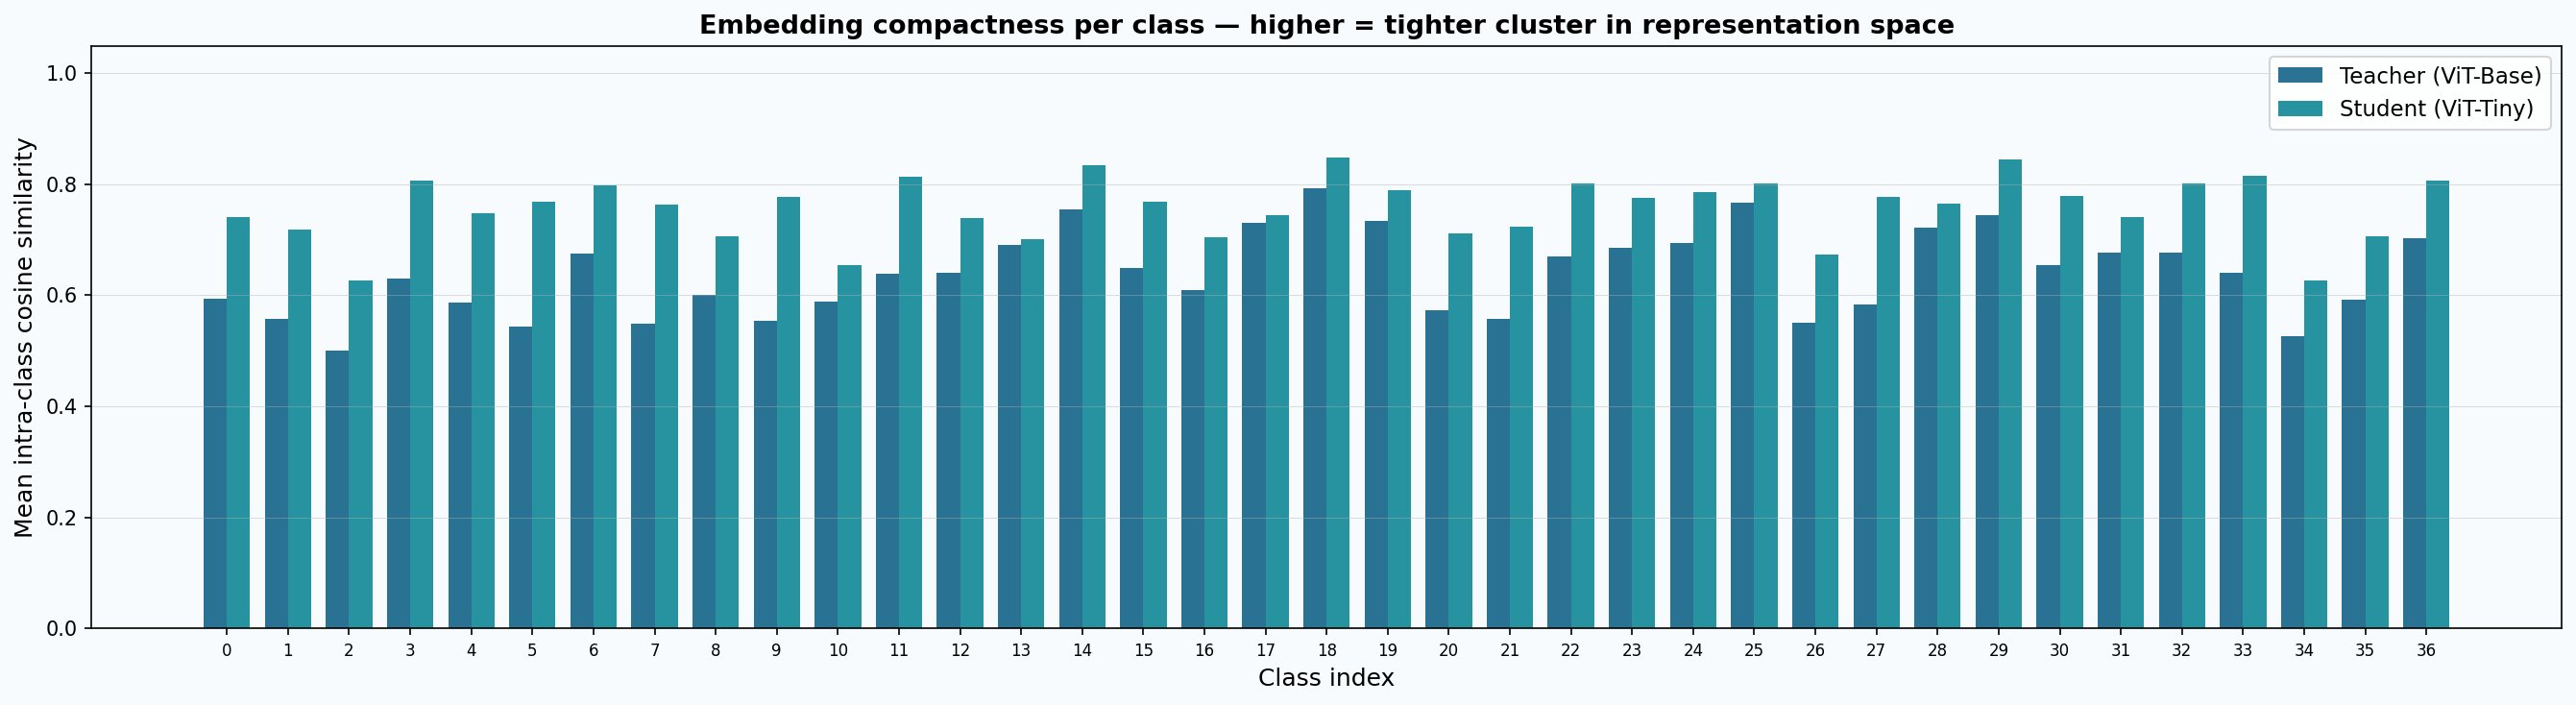 Embedding compactness per class — higher = tighter cluster in representation space
Teacher (ViT-Base)
Student (ViT-Tiny)
Mean intra-class cosine similarity
1.0
0.8
0.6
0.4
0.2
0.0
0 1 2 3 4 5 6 7 8 9 10 11 12 13 14 15 16 17 18 19 20 21 22 23 24 25 26 27 28 29 30 31 32 33 34 35 36
Class index